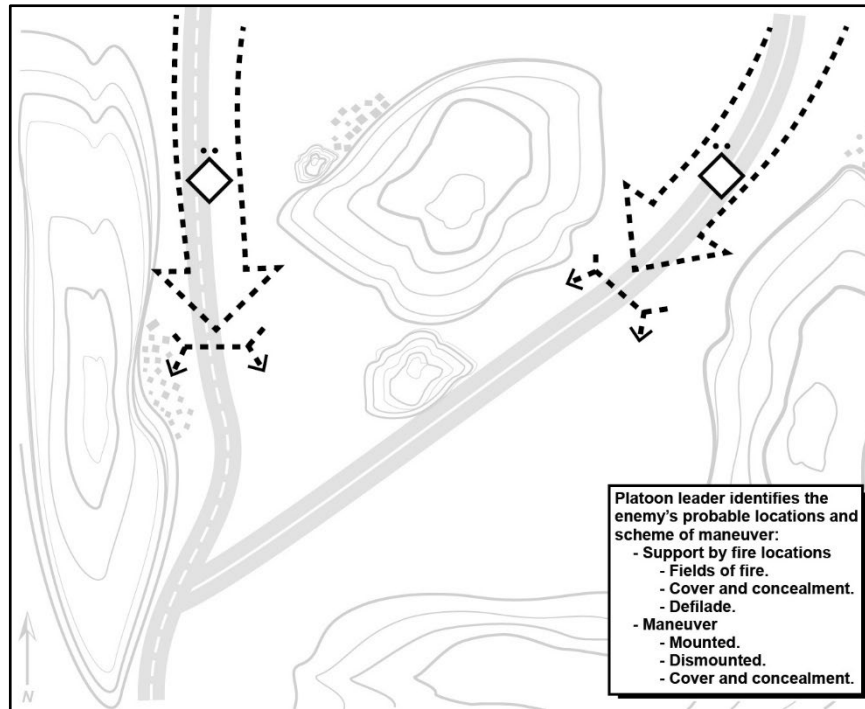 Platoon leader identifies the
enemy's probable locations and
scheme of maneuver:
- Support by fire locations
- Fields of fire.
- Cover and concealment.
- Defilade.
- Maneuver
- Mounted.
- Dismounted.
- Cover and concealment.
N